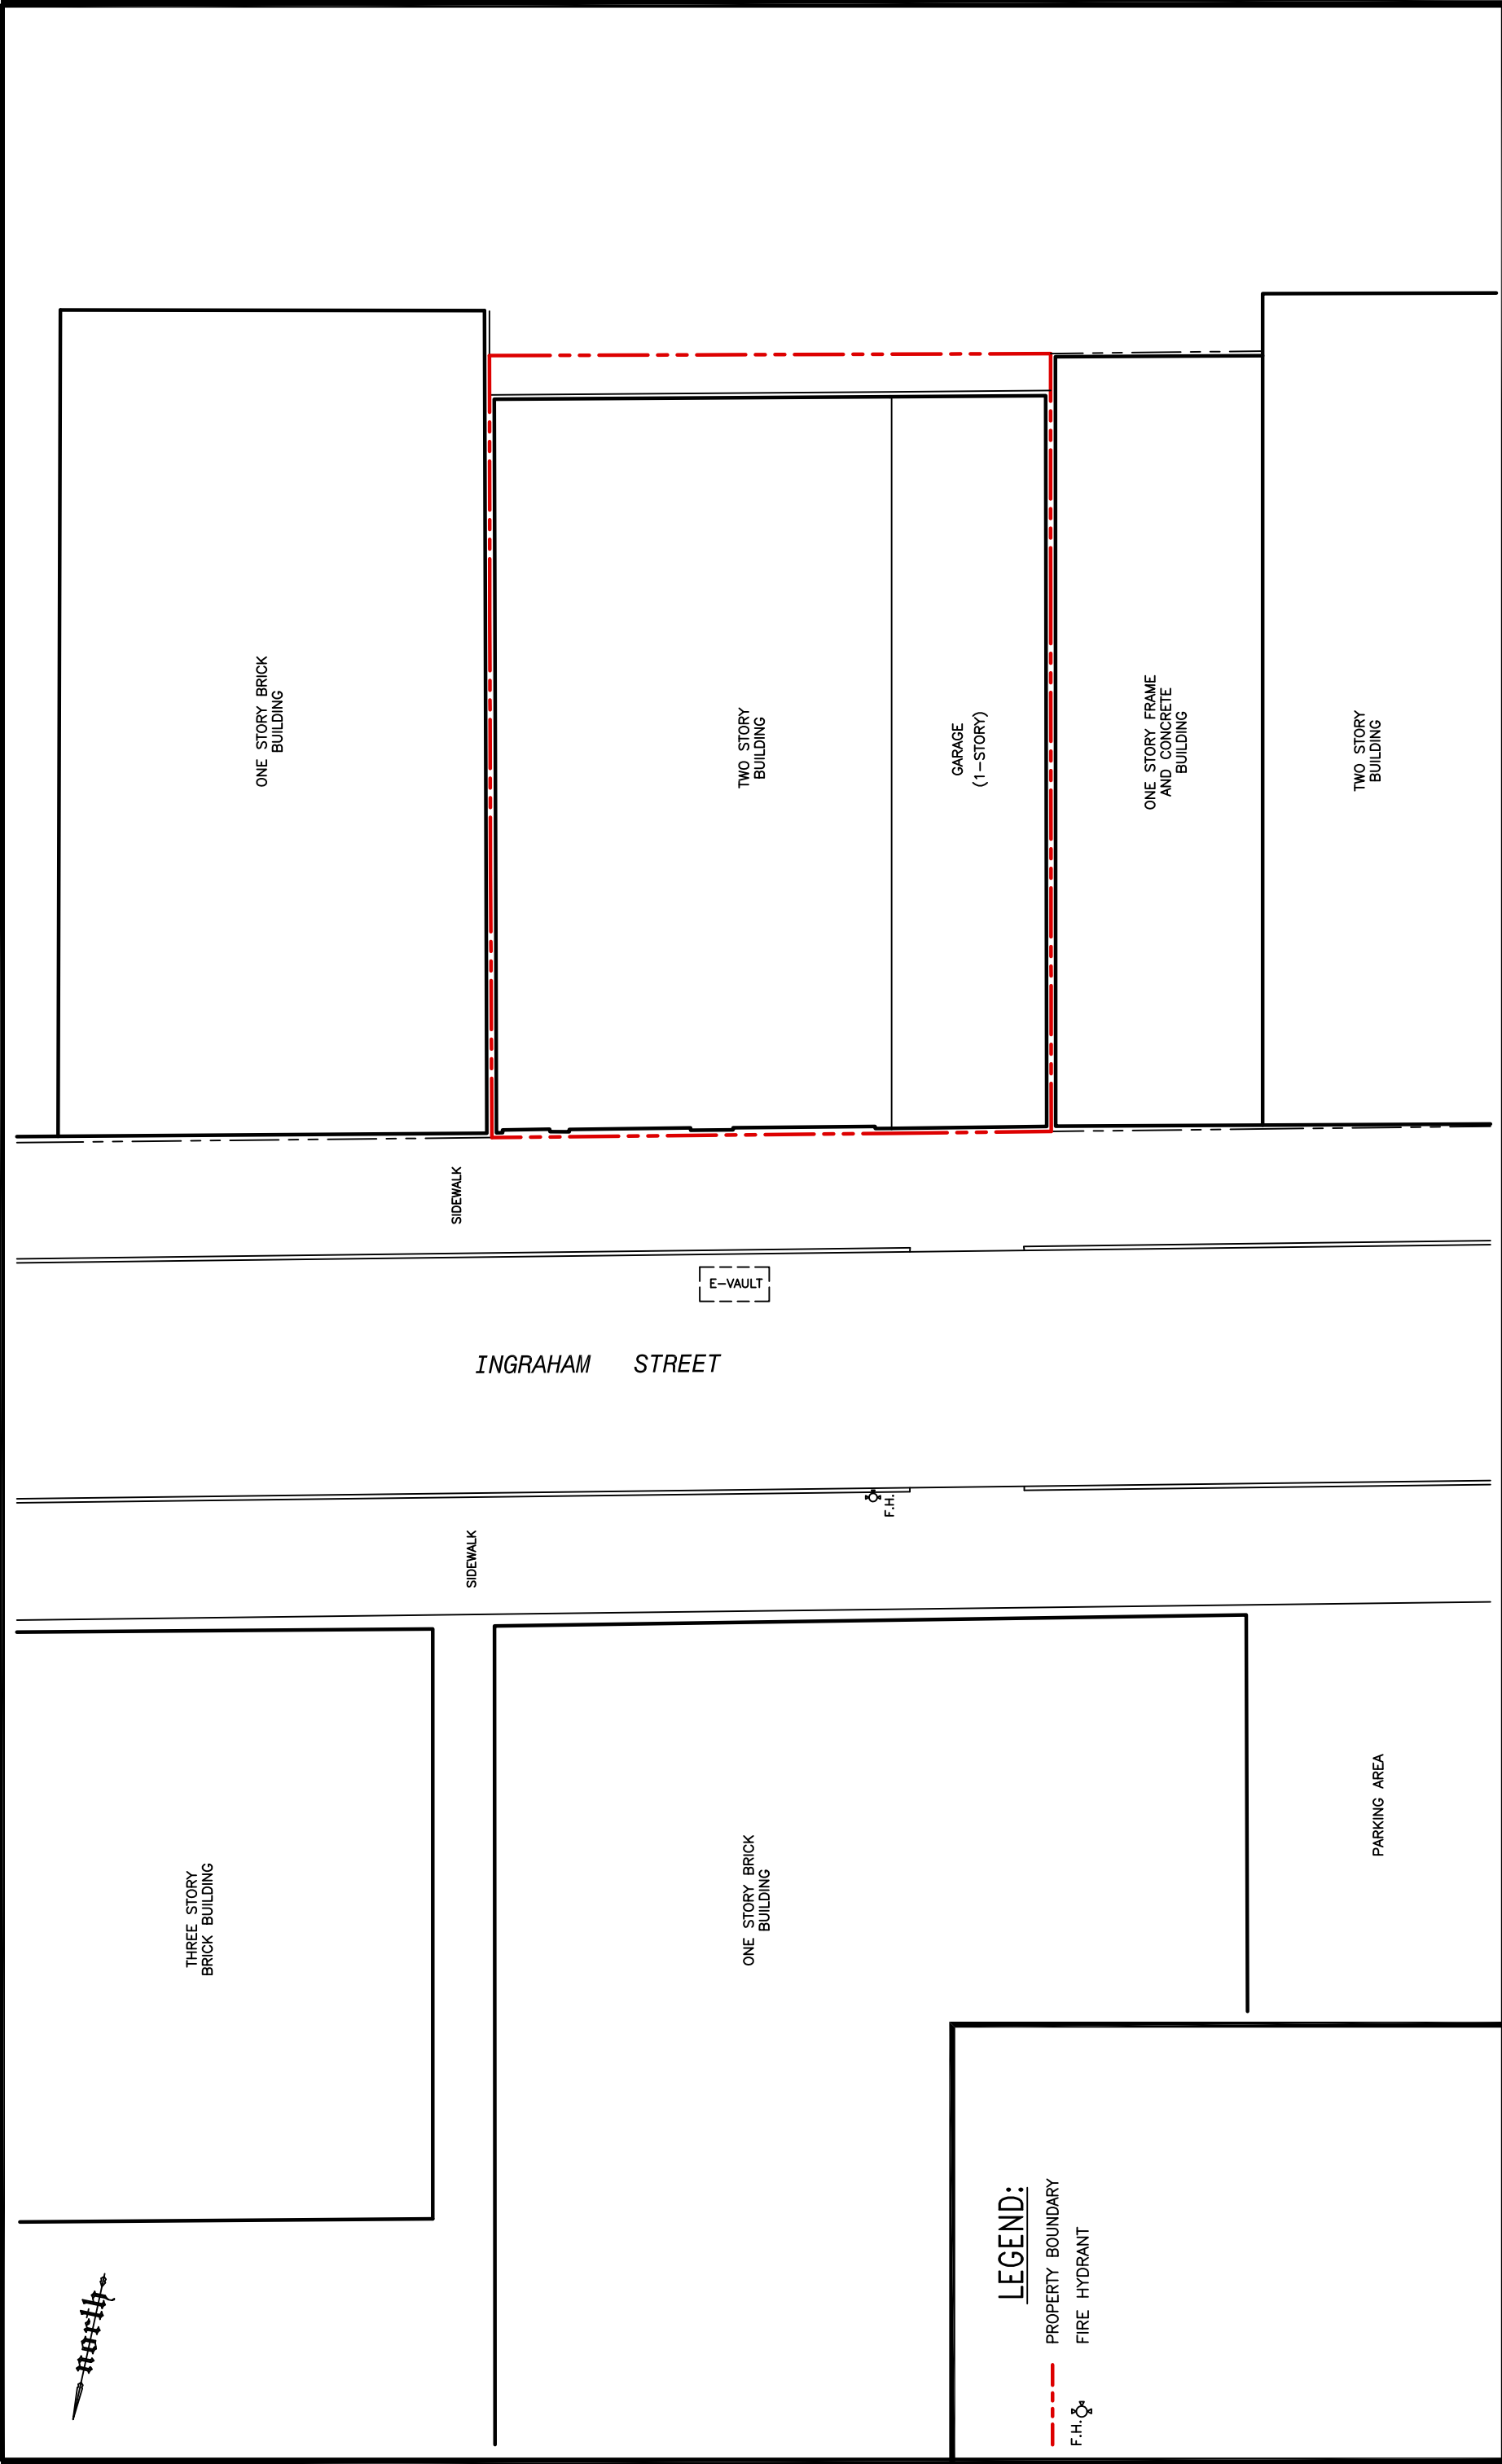 ONE STORY BRICK
BUILDING
TWO STORY
BUILDING
GARAGE
(1-STORY)
ONE STORY FRAME
AND CONCRETE
BUILDING
TWO STORY
BUILDING
SIDEWALK
E-VAULT
INGRAHAM STREET
F.H.
SIDEWALK
THREE STORY
BRICK BUILDING
ONE STORY BRICK
BUILDING
PARKING AREA
north
LEGEND:
PROPERTY BOUNDARY
F.H. FIRE HYDRANT